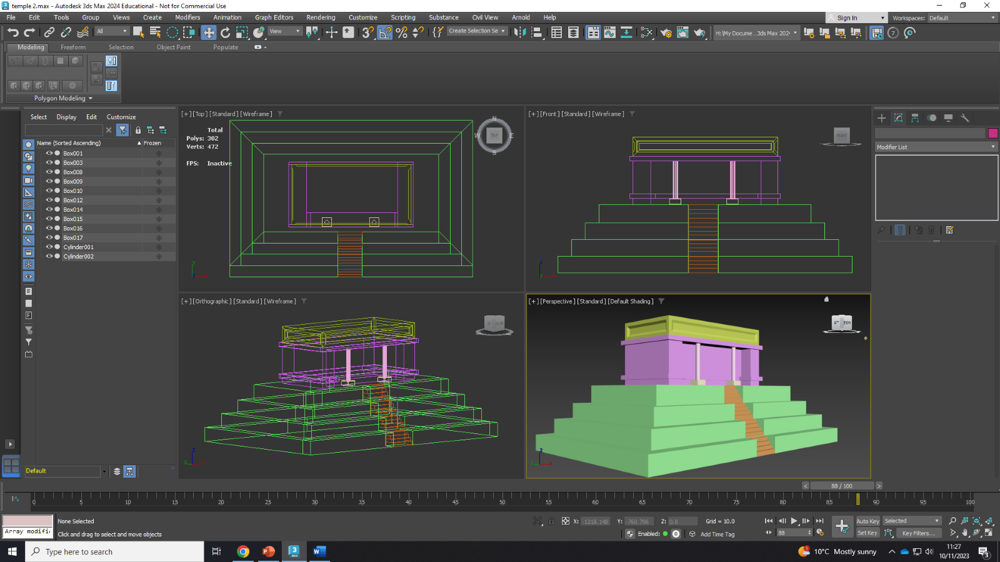 temple 2.max - Autodesk 3ds Max 2024 Educational - Not for Commercial Use
File Edit Tools Group Views Create Modifiers Animation Graph Editors Rendering Customize Scripting Substance Civil View Arnold Help
Sign In Workspaces: Default
All View Create Selection Se H:\My Docume...3ds Max 202 7
Modeling Freeform Selection Object Paint Populate
Polygon Modeling
Select Display Edit Customize
Name (Sorted Ascending) Frozen
Box001
Box003
Box008
Box009
Box010
Box012
Box014
Box015
Box016
Box017
Cylinder001
Cylinder002
Default
[+] [Top] [Standard] [Wireframe]
Total
Polys: 302
Verts: 472
FPS: Inactive
N
W TOP E
S
y
z x
[+] [Front] [Standard] [Wireframe]
FRONT
z
[+] [Orthographic] [Standard] [Wireframe]
z
[+] [Perspective] [Standard] [Default Shading]
z
Modifier List
< 88 / 100 >
0 5 10 15 20 25 30 35 40 45 50 55 60 65 70 75 80 85 90 95 100
None Selected
Array modifi
Click and drag to select and move objects
X: -1218.148 Y: -760.796 Z: 0.0 Grid = 10.0
Enabled: 0 Add Time Tag
88
Auto Key Selected
Set Key Key Filters...
Type here to search
10°C Mostly sunny
11:27
10/11/2023
3